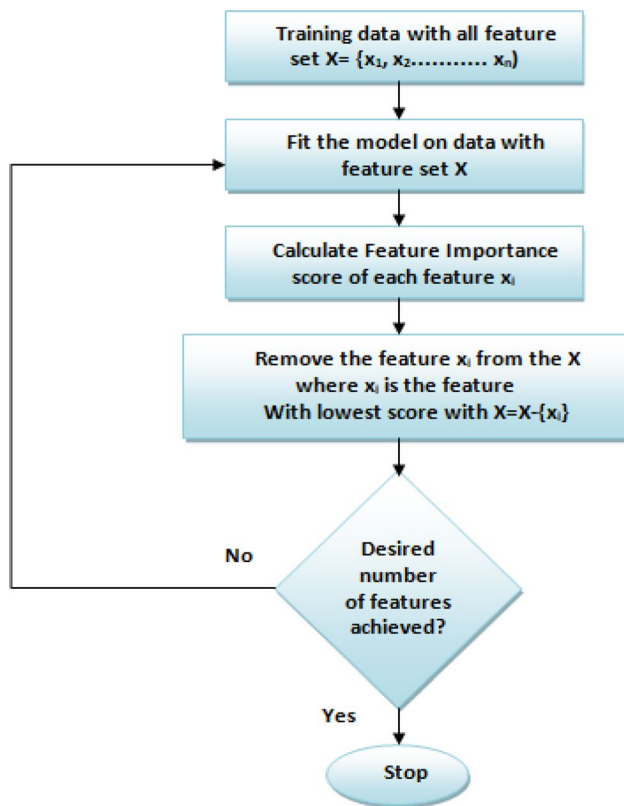 Training data with all feature
set X= {x₁, x₂........... xₙ)
Fit the model on data with
feature set X
Calculate Feature Importance
score of each feature xᵢ
Remove the feature xᵢ from the X
where xᵢ is the feature
With lowest score with X=X-{xᵢ}
No
Desired
number
of features
achieved?
Yes
Stop